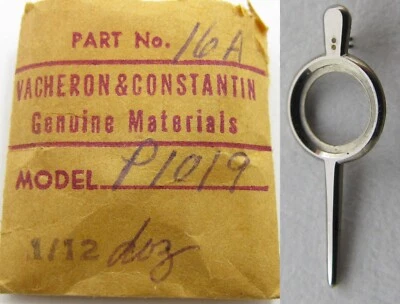 PART No. 16A
VACHERON & CONSTANTIN
Genuine Materials
MODEL P1019
1/12 doz